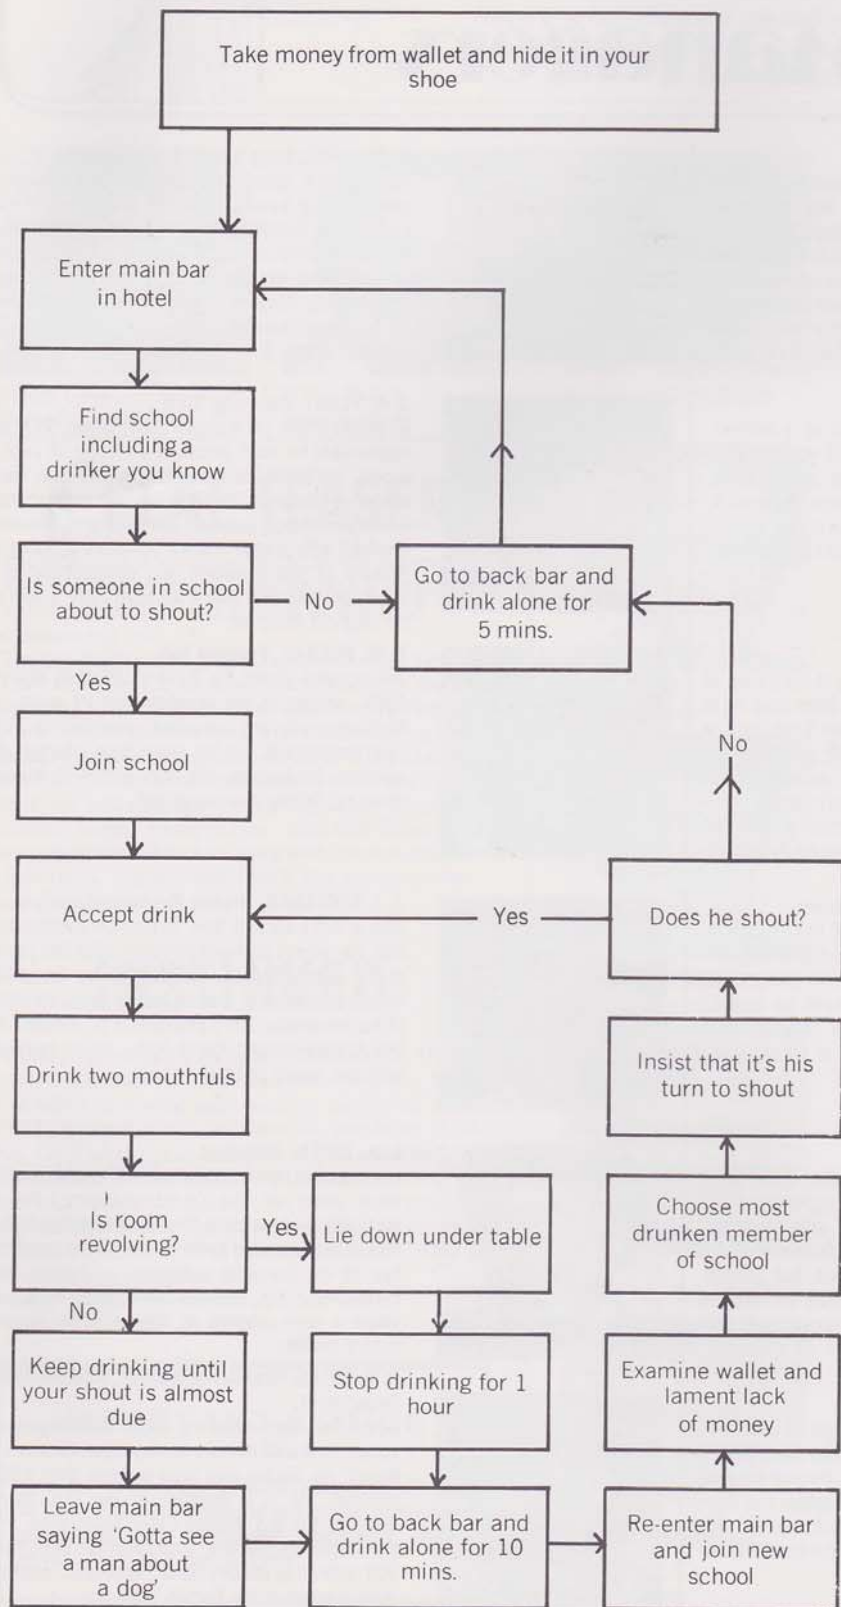 Take money from wallet and hide it in your
shoe
Enter main bar
in hotel
Find school
including a
drinker you know
Is someone in school
about to shout?
No
Go to back bar and
drink alone for
5 mins.
Yes
Join school
No
Accept drink
Yes
Does he shout?
Drink two mouthfuls
Insist that it's his
turn to shout
Is room
revolving?
Yes
Lie down under table
Choose most
drunken member
of school
No
Keep drinking until
your shout is almost
due
Stop drinking for 1
hour
Examine wallet and
lament lack
of money
Leave main bar
saying 'Gotta see
a man about
a dog'
Go to back bar and
drink alone for 10
mins.
Re-enter main bar
and join new
school